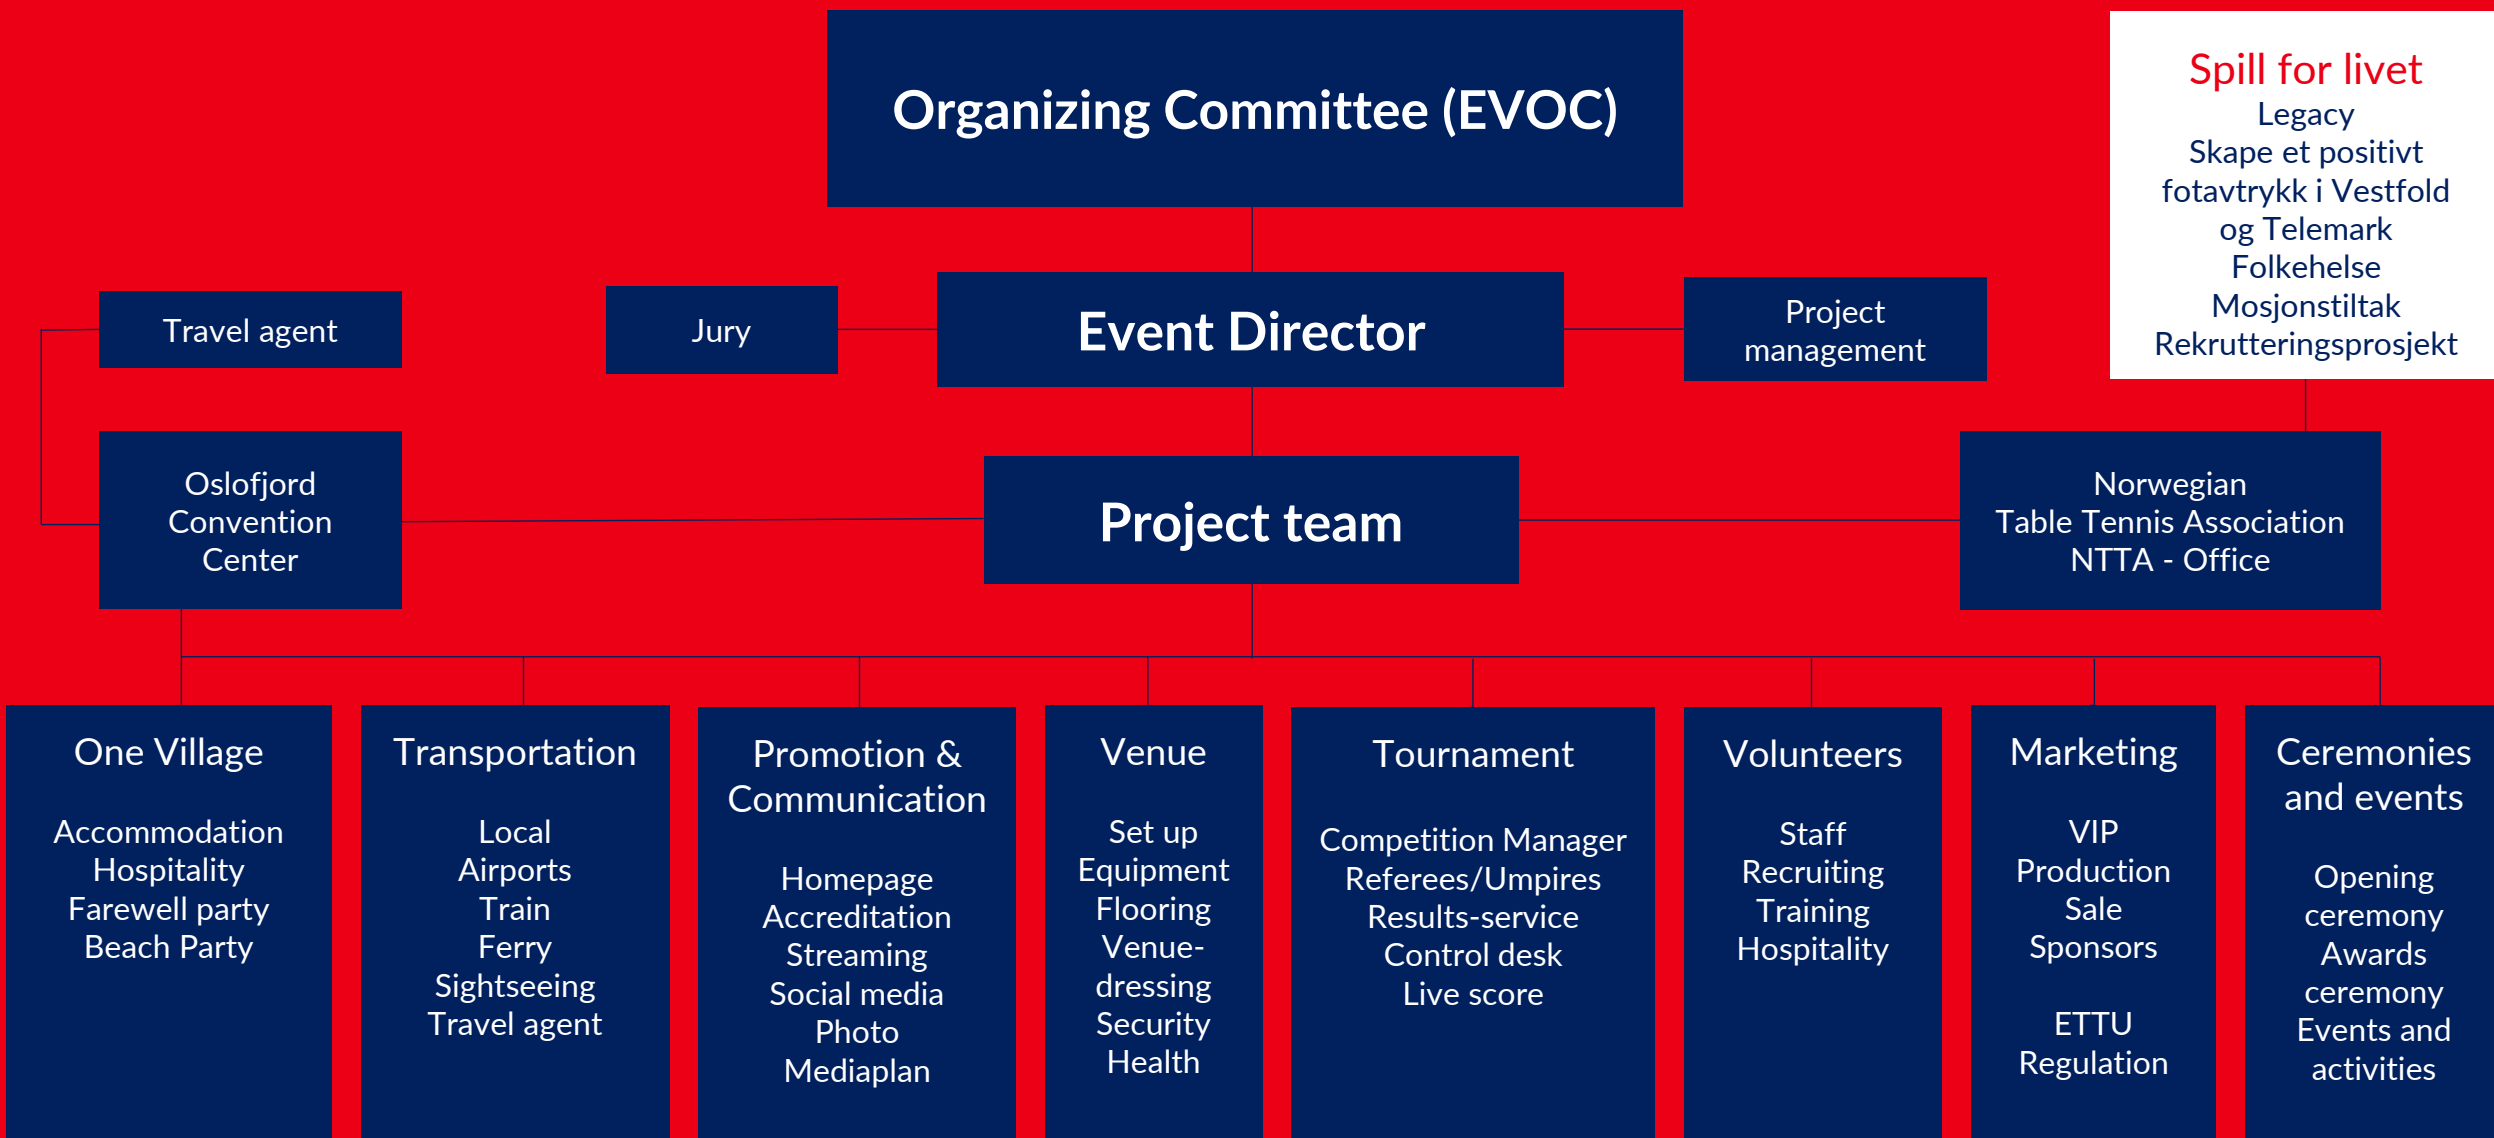 Organizing Committee (EVOC)
Spill for livet
Legacy
Skape et positivt
fotavtrykk i Vestfold
og Telemark
Folkehelse
Mosjonstiltak
Rekrutteringsprosjekt
Travel agent
Jury
Event Director
Project
management
Oslofjord
Convention
Center
Project team
Norwegian
Table Tennis Association
NTTA - Office
One Village
Accommodation
Hospitality
Farewell party
Beach Party
Transportation
Local
Airports
Train
Ferry
Sightseeing
Travel agent
Promotion &
Communication
Homepage
Accreditation
Streaming
Social media
Photo
Mediaplan
Venue
Set up
Equipment
Flooring
Venue-
dressing
Security
Health
Tournament
Competition Manager
Referees/Umpires
Results-service
Control desk
Live score
Volunteers
Staff
Recruiting
Training
Hospitality
Marketing
VIP
Production
Sale
Sponsors
ETTU
Regulation
Ceremonies
and events
Opening
ceremony
Awards
ceremony
Events and
activities